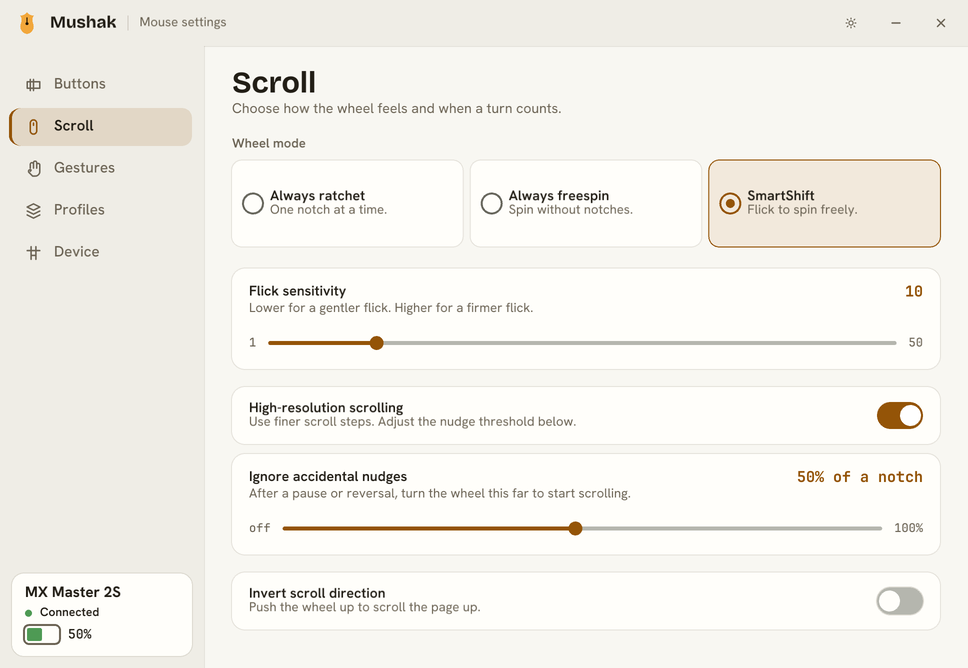 Mushak | Mouse settings
Buttons
Scroll
Gestures
Profiles
Device
MX Master 2S
Connected
50%
Scroll
Choose how the wheel feels and when a turn counts.
Wheel mode
Always ratchet
One notch at a time.
Always freespin
Spin without notches.
SmartShift
Flick to spin freely.
Flick sensitivity 10
Lower for a gentler flick. Higher for a firmer flick.
1 50
High-resolution scrolling
Use finer scroll steps. Adjust the nudge threshold below.
Ignore accidental nudges 50% of a notch
After a pause or reversal, turn the wheel this far to start scrolling.
off 100%
Invert scroll direction
Push the wheel up to scroll the page up.